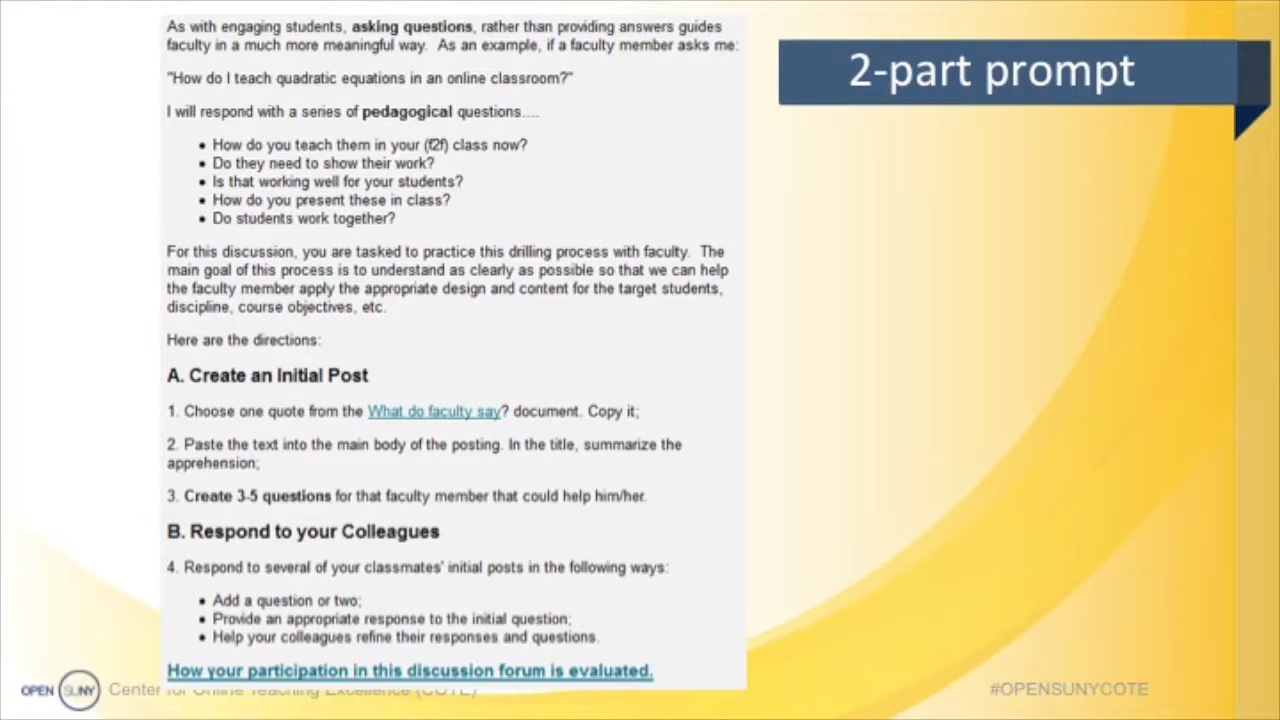 As with engaging students, asking questions, rather than providing answers guides
faculty in a much more meaningful way. As an example, if a faculty member asks me:
"How do I teach quadratic equations in an online classroom?"
I will respond with a series of pedagogical questions....
• How do you teach them in your (f2f) class now?
• Do they need to show their work?
• Is that working well for your students?
• How do you present these in class?
• Do students work together?
For this discussion, you are tasked to practice this drilling process with faculty. The
main goal of this process is to understand as clearly as possible so that we can help
the faculty member apply the appropriate design and content for the target students,
discipline, course objectives, etc.
Here are the directions:
A. Create an Initial Post
1. Choose one quote from the What do faculty say? document. Copy it;
2. Paste the text into the main body of the posting. In the title, summarize the
apprehension;
3. Create 3-5 questions for that faculty member that could help him/her.
B. Respond to your Colleagues
4. Respond to several of your classmates' initial posts in the following ways:
• Add a question or two;
• Provide an appropriate response to the initial question;
• Help your colleagues refine their responses and questions.
How your participation in this discussion forum is evaluated.
2-part prompt
OPEN SUNY Center for Online Teaching Excellence (COTE)
#OPENSUNYCOTE